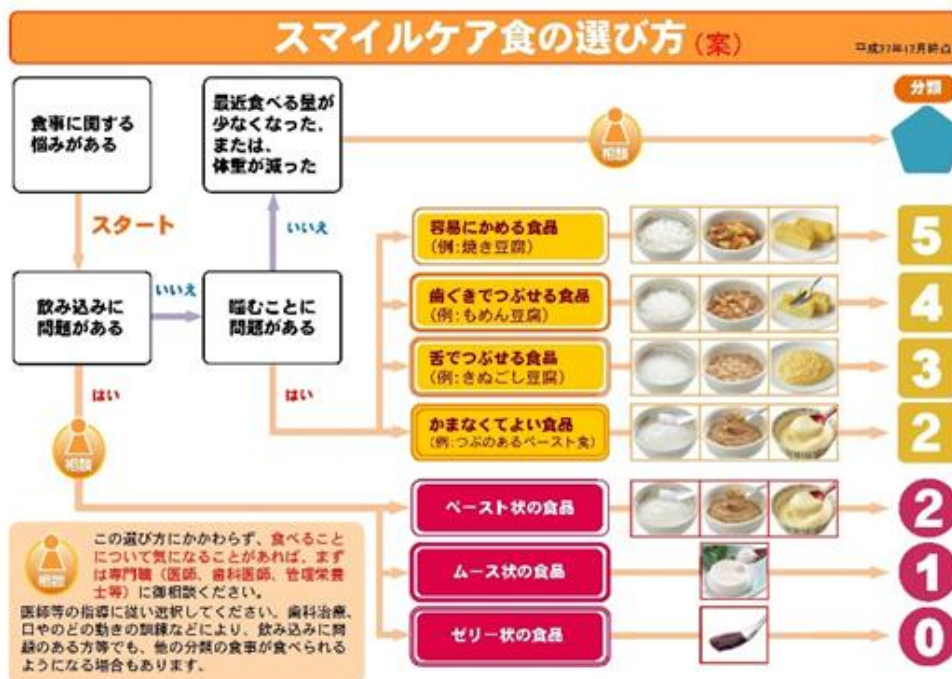 スマイルケア食の選び方(案)
平成27年12月時点
分類
食事に関する
悩みがある
最近食べる量が
少なくなった、
または、
体重が減った
相談
スタート
いいえ
飲み込みに
問題がある
いいえ
噛むことに
問題がある
はい
はい
相談
容易にかめる食品
(例:焼き豆腐)
5
歯ぐきでつぶせる食品
(例:もめん豆腐)
4
舌でつぶせる食品
(例:きぬごし豆腐)
3
かまなくてよい食品
(例:つぶのあるペースト食)
2
ペースト状の食品
2
ムース状の食品
1
ゼリー状の食品
0
相談
この選び方にかかわらず、食べること
について気になることがあれば、まず
は専門職(医師、歯科医師、管理栄養
士等)に御相談ください。
医師等の指導に従い選択してください。歯科治療、
口やのどの動きの訓練などにより、飲み込みに問
題のある方等でも、他の分類の食事が食べられる
ようになる場合もあります。